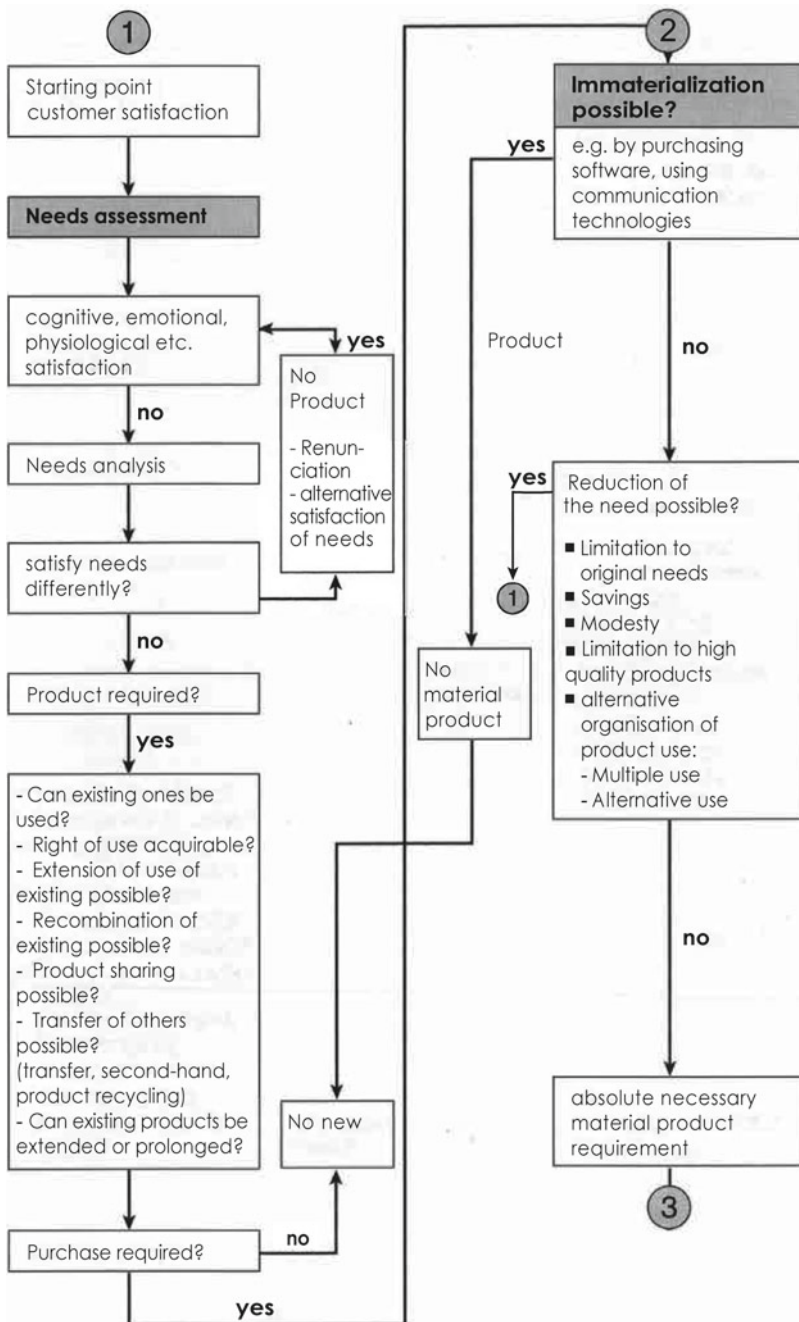 1
Starting point
customer satisfaction
Needs assessment
cognitive, emotional,
physiological etc.
satisfaction
yes
No
Product
- Renun-
ciation
- alternative
satisfaction
of needs
no
Needs analysis
satisfy needs
differently?
no
Product required?
yes
- Can existing ones be
used?
- Right of use acquirable?
- Extension of use of
existing possible?
- Recombination of
existing possible?
- Product sharing
possible?
- Transfer of others
possible?
(transfer, second-hand,
product recycling)
- Can existing products be
extended or prolonged?
No new
Purchase required?
no
yes
2
Immaterialization
possible?
e.g. by purchasing
software, using
communication
technologies
yes
Product
no
No
material
product
yes
1
Reduction of
the need possible?
▪ Limitation to
original needs
▪ Savings
▪ Modesty
▪ Limitation to high
quality products
▪ alternative
organisation of
product use:
- Multiple use
- Alternative use
no
absolute necessary
material product
requirement
3